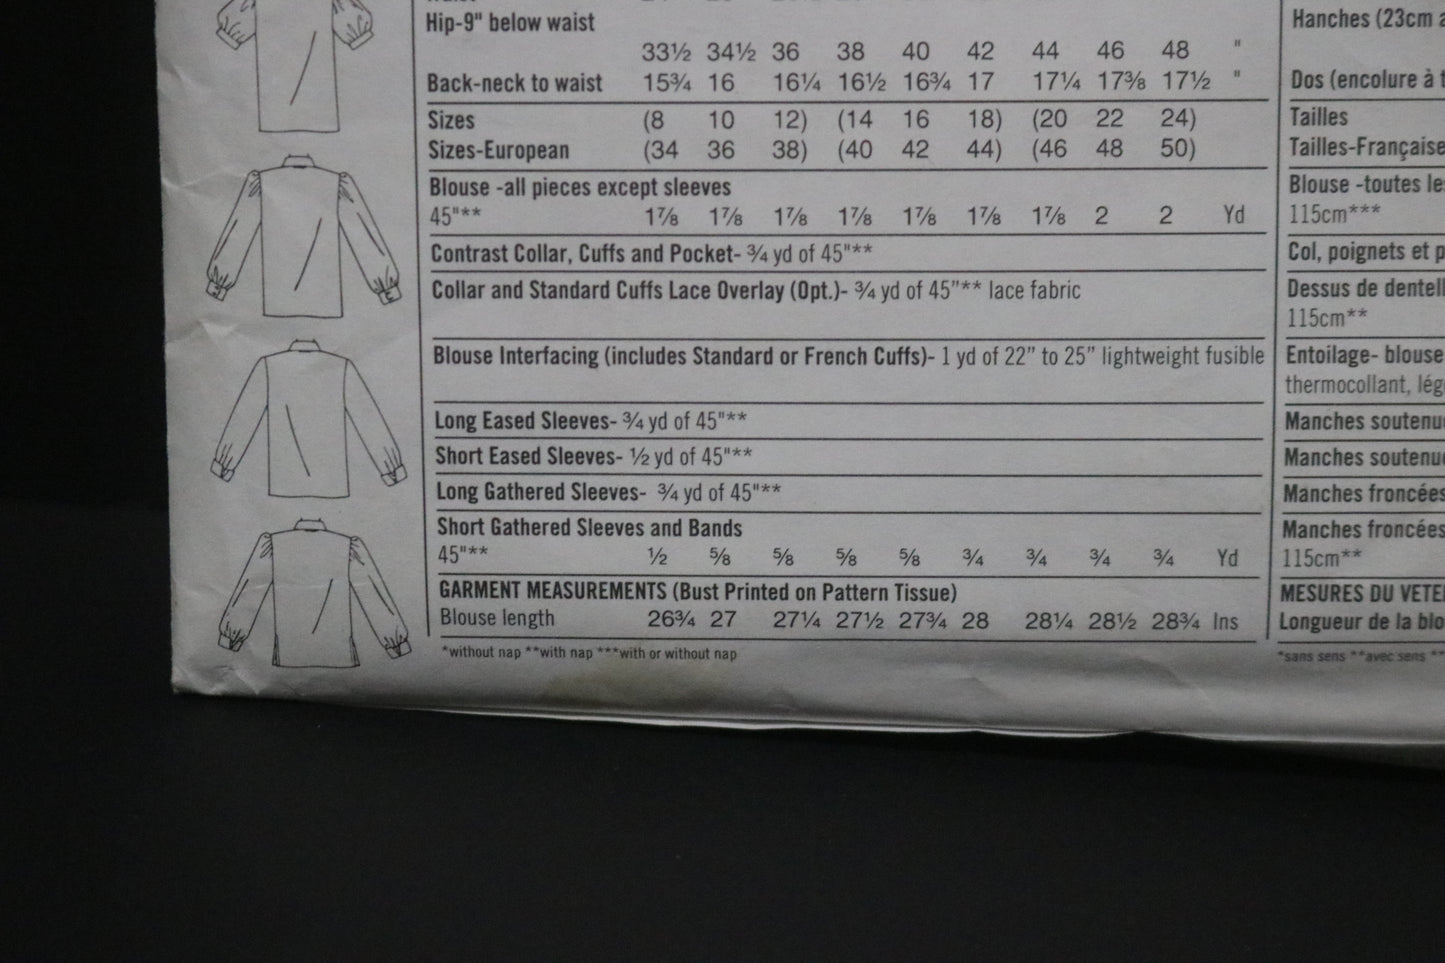 Hip-9" below waist
33½ 34½ 36 38 40 42 44 46 48 "
Back-neck to waist 15¾ 16 16¼ 16½ 16¾ 17 17¼ 17⅜ 17½ "
Sizes (8 10 12) (14 16 18) (20 22 24)
Sizes-European (34 36 38) (40 42 44) (46 48 50)
Blouse -all pieces except sleeves
45"** 1⅞ 1⅞ 1⅞ 1⅞ 1⅞ 1⅞ 1⅞ 2 2 Yd
Contrast Collar, Cuffs and Pocket- ¾ yd of 45"**
Collar and Standard Cuffs Lace Overlay (Opt.)- ¾ yd of 45"** lace fabric
Blouse Interfacing (includes Standard or French Cuffs)- 1 yd of 22” to 25” lightweight fusible
Long Eased Sleeves- ¾ yd of 45"**
Short Eased Sleeves- ½ yd of 45"**
Long Gathered Sleeves- ¾ yd of 45"**
Short Gathered Sleeves and Bands
45"** ½ ⅝ ⅝ ⅝ ⅝ ¾ ¾ ¾ ¾ Yd
GARMENT MEASUREMENTS (Bust Printed on Pattern Tissue)
Blouse length 26¾ 27 27¼ 27½ 27¾ 28 28¼ 28½ 28¾ Ins
*without nap **with nap ***with or without nap
Hanches (23cm
Dos (encolure à
Tailles
Tailles-Française
Blouse -toutes
115cm***
Col, poignets et
Dessus de
115cm**
Entoilage- blouse
thermocollant,
Manches
Manches
Manches froncées
Manches froncées
115cm**
MESURES DU
Longueur de la
*sans sens **avec sens **